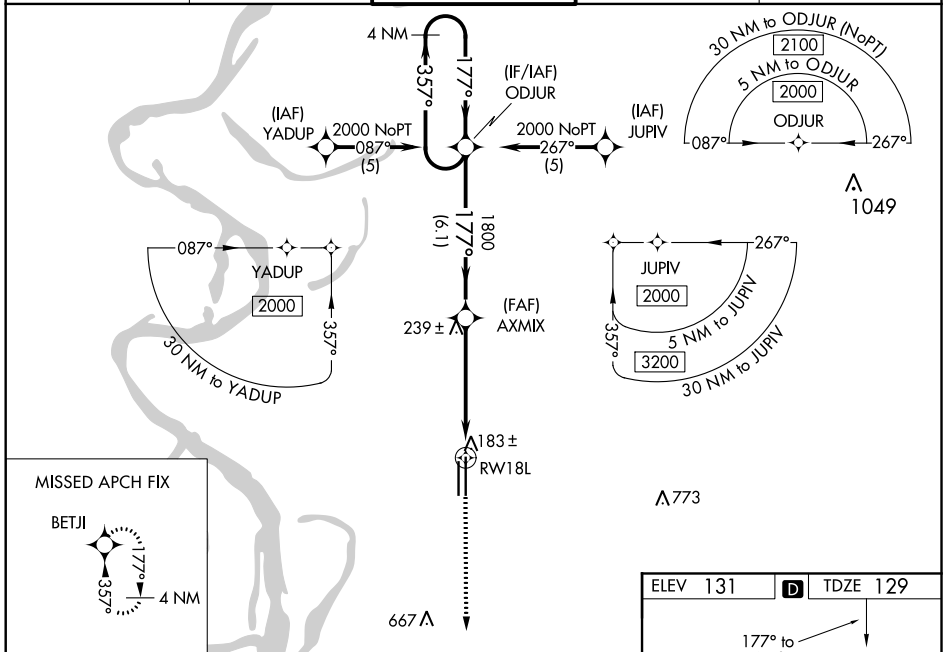 4 NM
357°
177°
(IF/IAF)
ODJUR
(IAF)
YADUP
2000 NoPT
087°
(5)
2000 NoPT
267°
(5)
(IAF)
JUPIV
30 NM to ODJUR (NoPT)
2100
5 NM to ODJUR
2000
ODJUR
087°
267°
1049
1800
177°
(6.1)
087°
YADUP
2000
357°
30 NM to YADUP
267°
JUPIV
2000
357°
5 NM to JUPIV
3200
30 NM to JUPIV
(FAF)
AXMIX
239 ±
183 ±
RW18L
773
667
MISSED APCH FIX
BETJI
177°
357°
4 NM
ELEV 131 D TDZE 129
177° to